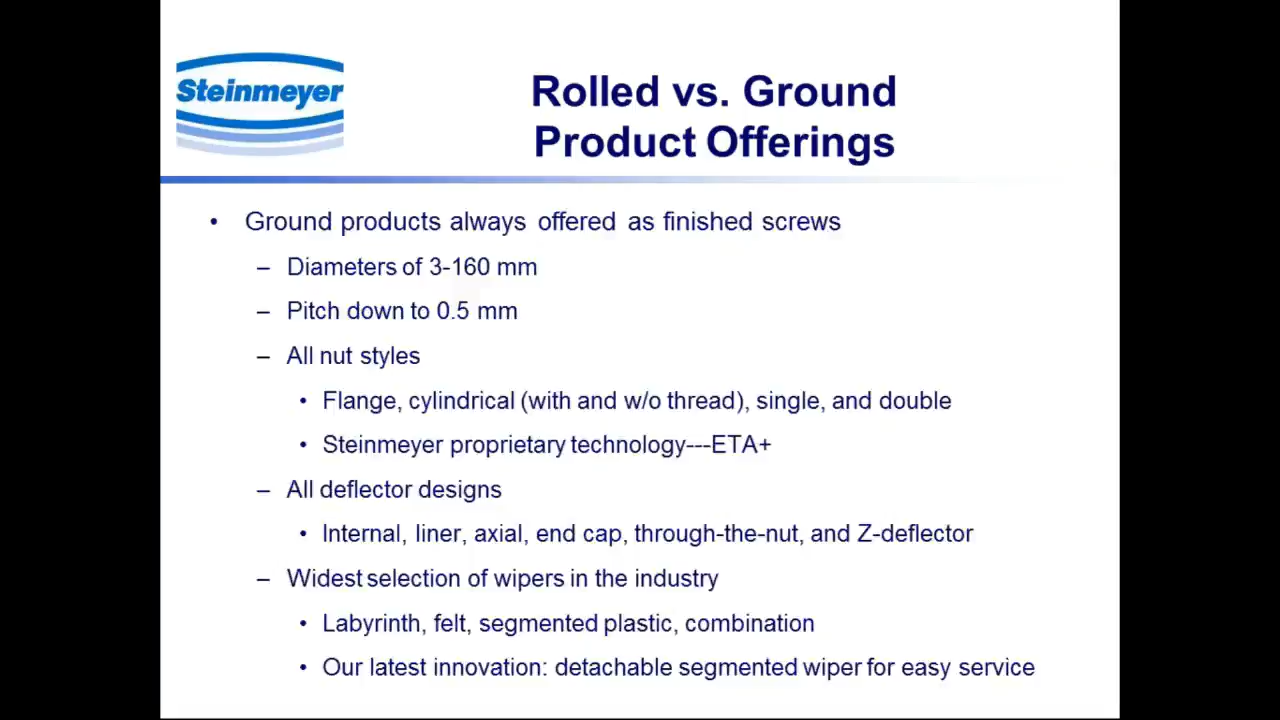 Steinmeyer
Rolled vs. Ground
Product Offerings
• Ground products always offered as finished screws
– Diameters of 3-160 mm
– Pitch down to 0.5 mm
– All nut styles
• Flange, cylindrical (with and w/o thread), single, and double
• Steinmeyer proprietary technology---ETA+
– All deflector designs
• Internal, liner, axial, end cap, through-the-nut, and Z-deflector
– Widest selection of wipers in the industry
• Labyrinth, felt, segmented plastic, combination
• Our latest innovation: detachable segmented wiper for easy service